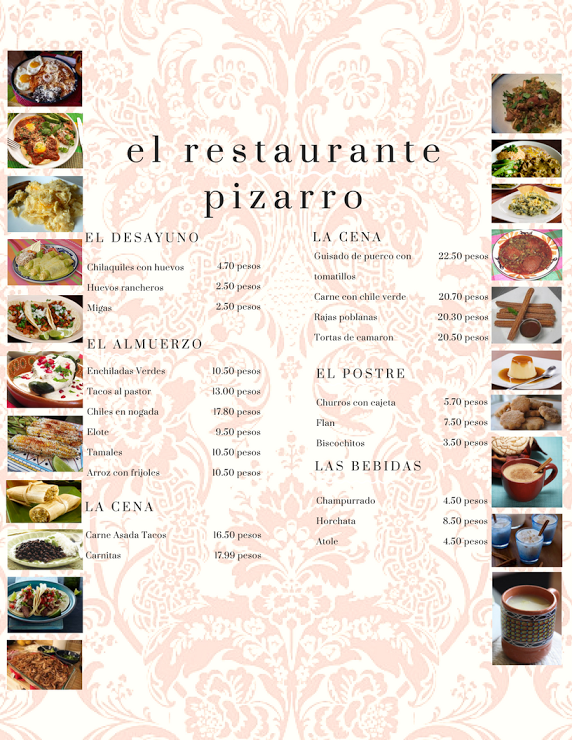 el restaurante
pizarro
EL DESAYUNO
Chilaquiles con huevos 4.70 pesos
Huevos rancheros 2.50 pesos
Migas 2.50 pesos
EL ALMUERZO
Enchiladas Verdes 10.50 pesos
Tacos al pastor 13.00 pesos
Chiles en nogada 17.80 pesos
Elote 9.50 pesos
Tamales 10.50 pesos
Arroz con frijoles 10.50 pesos
LA CENA
Carne Asada Tacos 16.50 pesos
Carnitas 17.99 pesos
LA CENA
Guisado de puerco con 22.50 pesos
tomatillos
Carne con chile verde 20.70 pesos
Rajas poblanas 20.30 pesos
Tortas de camaron 20.50 pesos
EL POSTRE
Churros con cajeta 5.70 pesos
Flan 7.50 pesos
Biscochitos 3.50 pesos
LAS BEBIDAS
Champurrado 4.50 pesos
Horchata 8.50 pesos
Atole 4.50 pesos